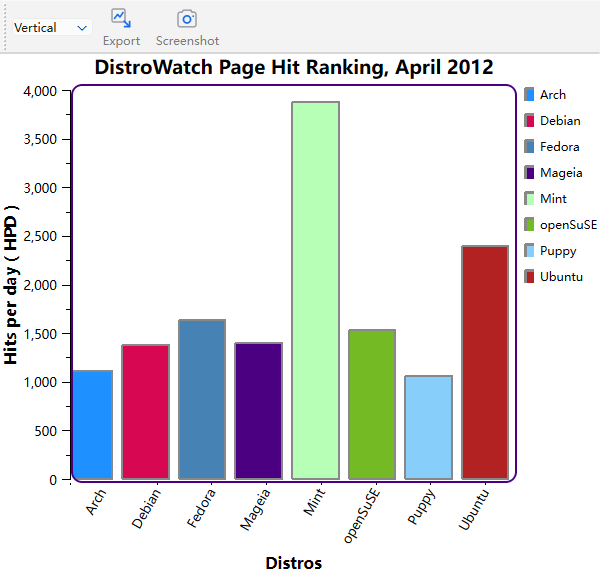 Vertical
Export
Screenshot
DistroWatch Page Hit Ranking, April 2012
Hits per day ( HPD )
4,000
3,500
3,000
2,500
2,000
1,500
1,000
500
0
Arch
Debian
Fedora
Mageia
Mint
openSuSE
Puppy
Ubuntu
Distros
Arch
Debian
Fedora
Mageia
Mint
openSuSE
Puppy
Ubuntu